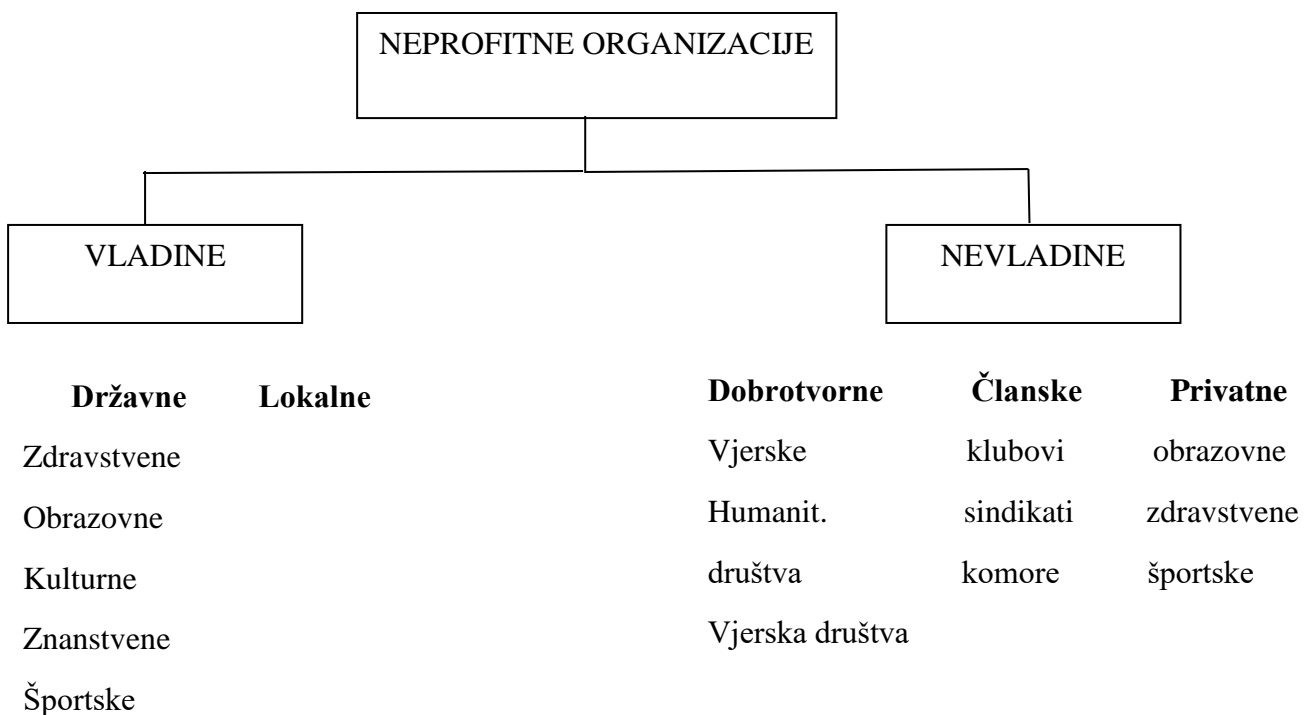 NEPROFITNE ORGANIZACIJE
VLADINE
NEVLADINE
Državne Lokalne
Zdravstvene
Obrazovne
Kulturne
Znanstvene
Športske
Dobrotvorne Članske Privatne
Vjerske klubovi obrazovne
Humanit. sindikati zdravstvene
društva komore športske
Vjerska društva